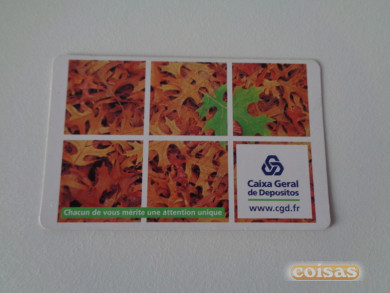 Caixa Geral
de Depositos
www.cgd.fr
Chacun de vous mérite une attention unique
coisas